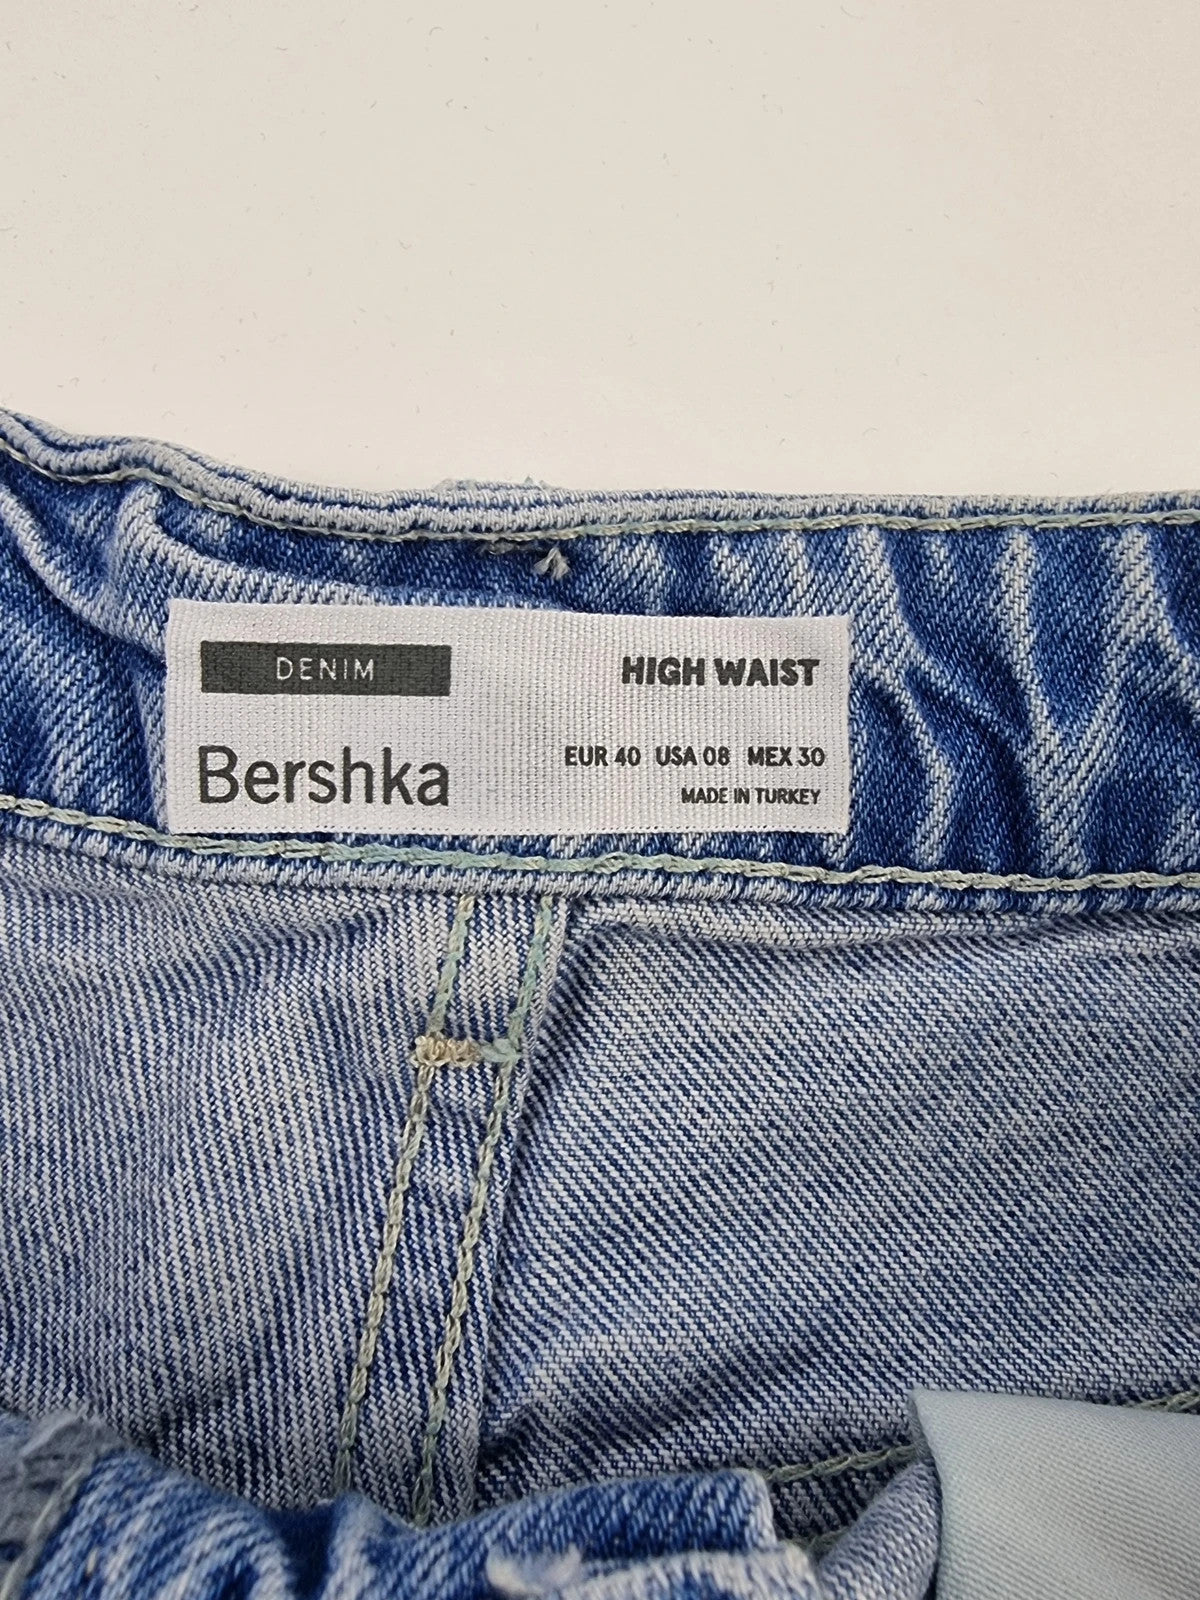 DENIM
HIGH WAIST
Bershka
EUR 40 USA 08 MEX 30
MADE IN TURKEY